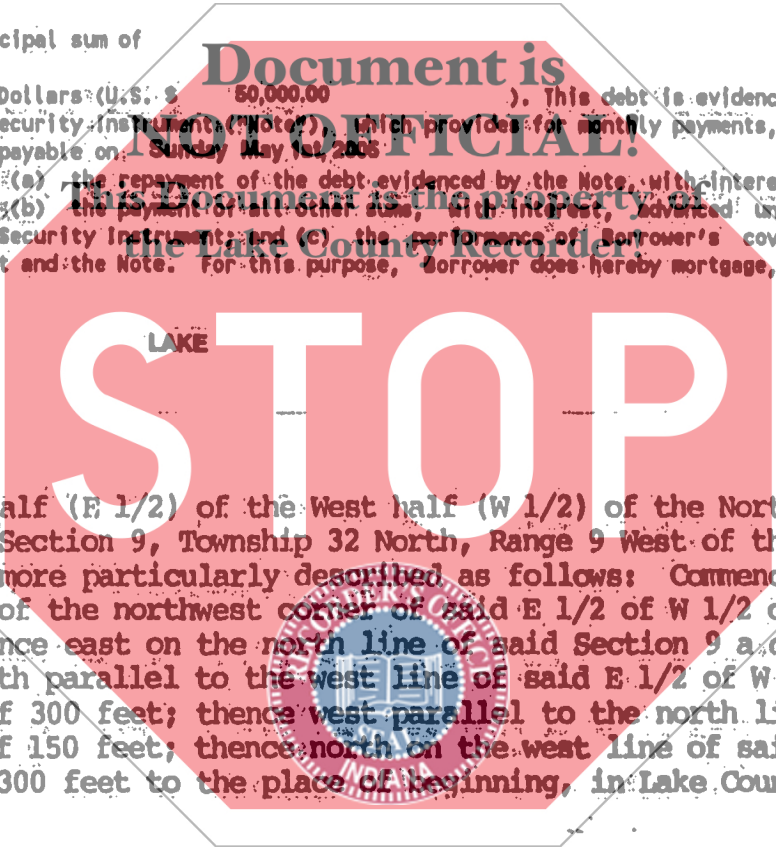 cipal sum of
Document is
Dollars (U.S. $ 50,000.00 ). This debt is evidenc
NOT OFFICIAL!
ecurity instrument ("Note"), which provides for monthly payments,
payable on Sunday May 1st, 2005
(a) the repayment of the debt evidenced by the Note, with intere
This Document is the property of
(b) the payment of all other sums, with interest, advanced un
the Lake County Recorder!
Security Instrument; and (c) the performance of Borrower's cov
t and the Note. For this purpose, Borrower does hereby mortgage,
LAKE
STOP
alf (E 1/2) of the West half (W 1/2) of the Nort
Section 9, Township 32 North, Range 9 West of th
more particularly described as follows: Commenc
of the northwest corner of said E 1/2 of W 1/2 o
nce east on the north line of said Section 9 a d
th parallel to the west line of said E 1/2 of W
f 300 feet; thence west parallel to the north li
f 150 feet; thence north on the west line of sai
300 feet to the place of beginning, in Lake Coun
RECORDER'S OFFICE
SEAL
INDIANA